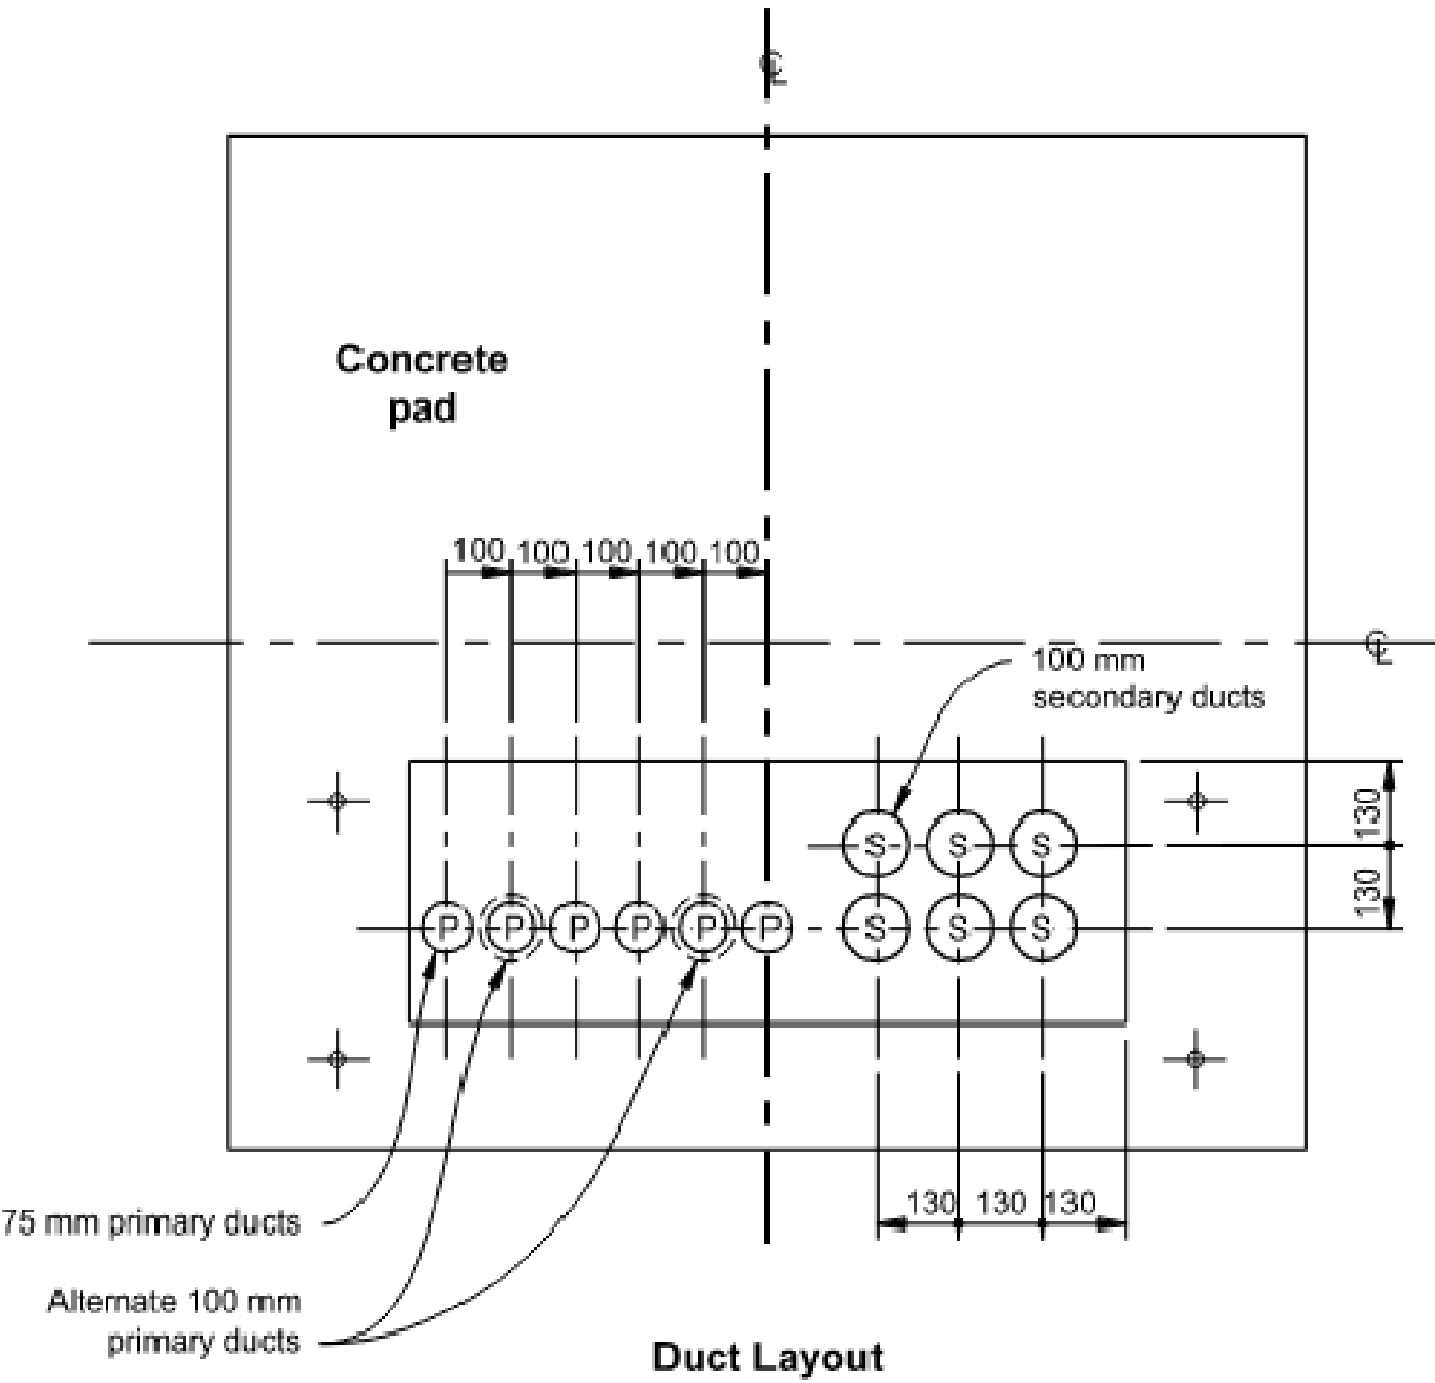 ℄
Concrete
pad
100 100 100 100 100
℄
100 mm
secondary ducts
130
130
S S S
P P P P P P S S S
130 130 130
75 mm primary ducts
Alternate 100 mm
primary ducts
Duct Layout